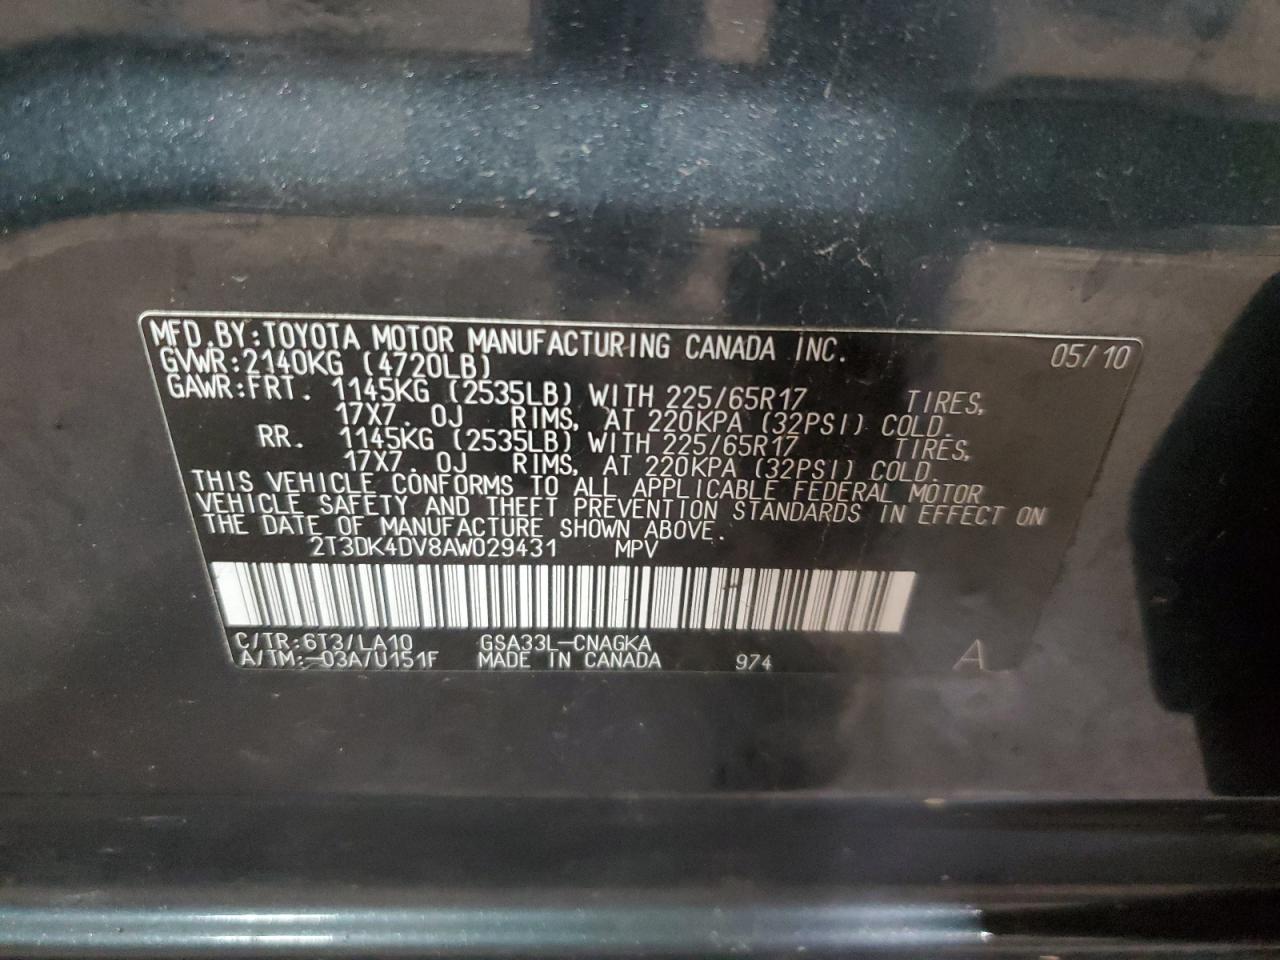 MFD.BY:TOYOTA MOTOR MANUFACTURING CANADA INC. 05/10
GVWR:2140KG (4720LB)
GAWR:FRT. 1145KG (2535LB) WITH 225/65R17 TIRES,
17X7.0J RIMS, AT 220KPA (32PSI) COLD.
RR. 1145KG (2535LB) WITH 225/65R17 TIRES,
17X7.0J RIMS, AT 220KPA (32PSI) COLD.
THIS VEHICLE CONFORMS TO ALL APPLICABLE FEDERAL MOTOR
VEHICLE SAFETY AND THEFT PREVENTION STANDARDS IN EFFECT ON
THE DATE OF MANUFACTURE SHOWN ABOVE.
2T3DK4DV8AW029431 MPV
C/TR:6T3/LA10 GSA33L-CNAGKA
A/TM:-03A/U151F MADE IN CANADA 974 A